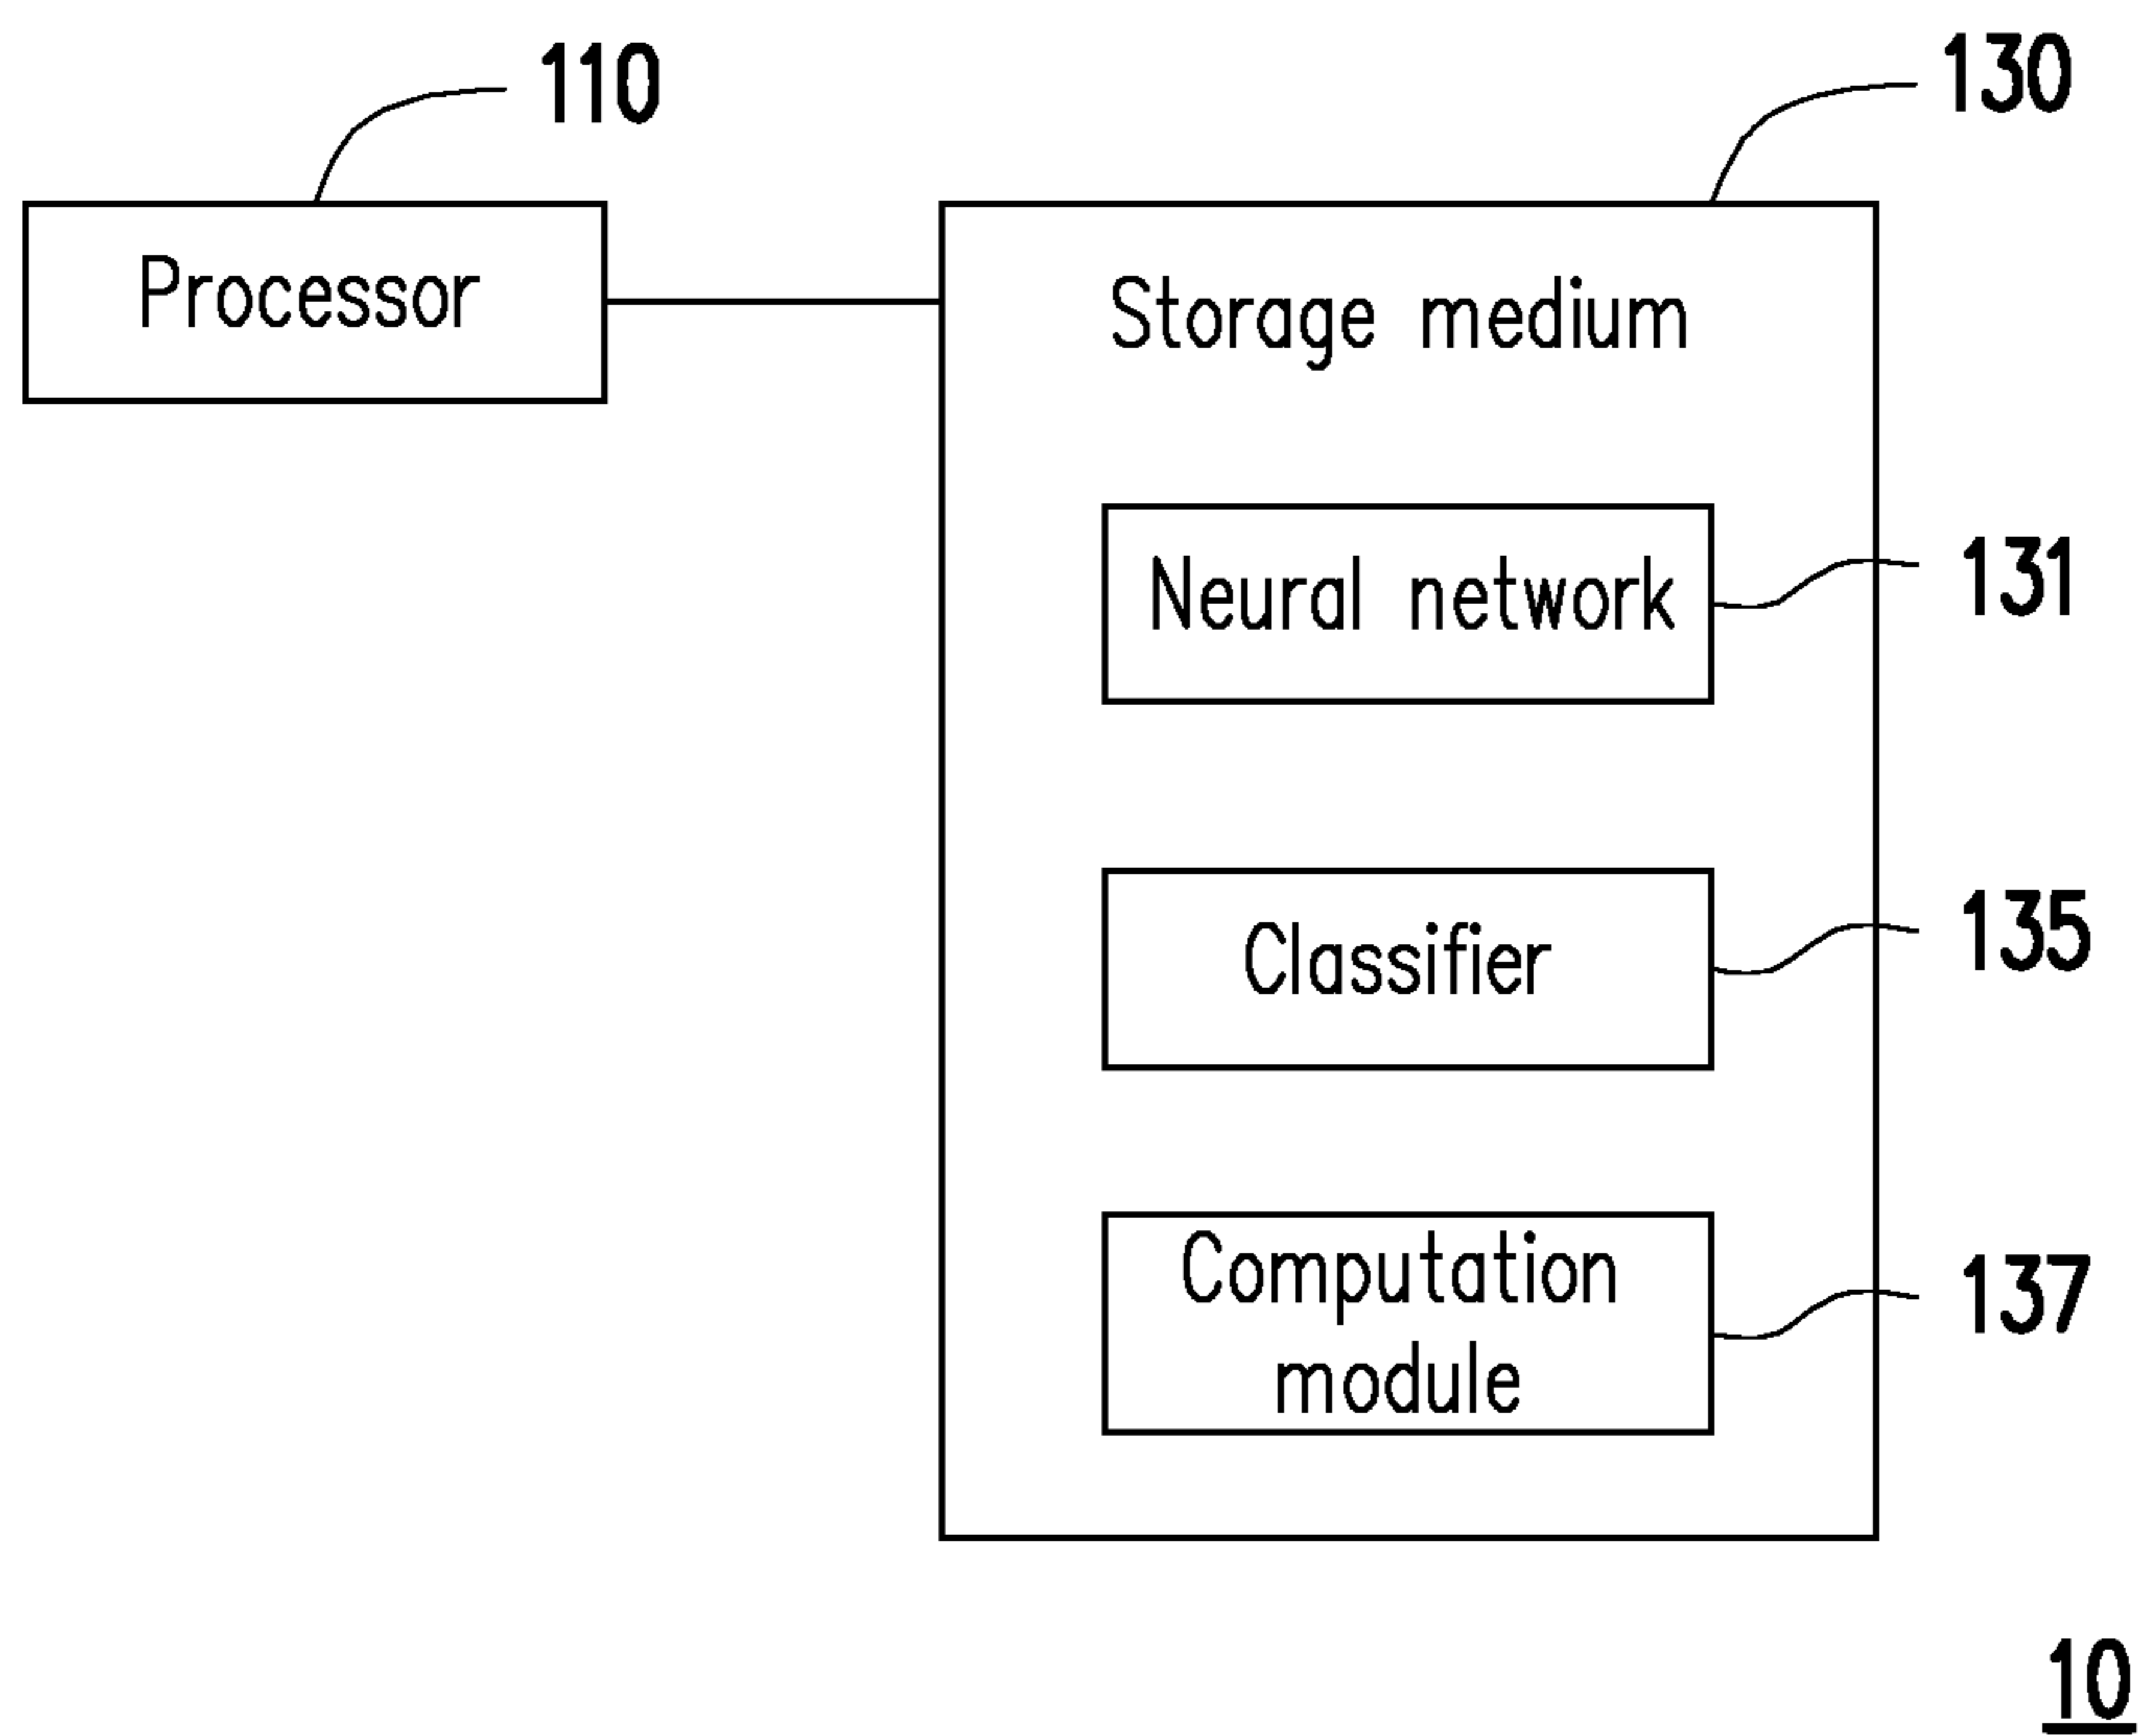 110
130
Processor
Storage medium
Neural network
131
Classifier
135
Computation
module
137
10